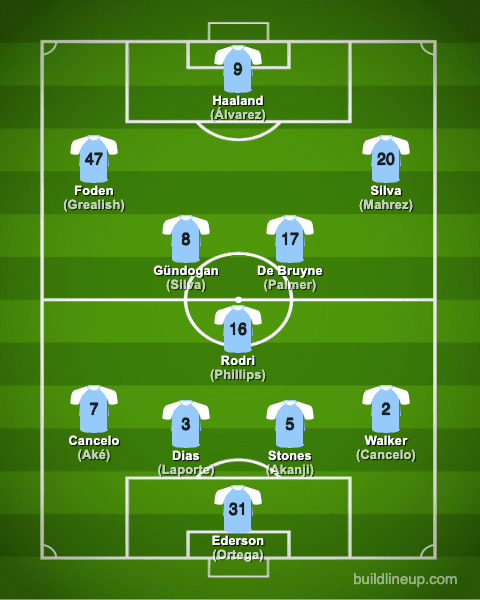 9
Haaland
(Álvarez)
47
Foden
(Grealish)
20
Silva
(Mahrez)
8
Gündogan
(Silva)
17
De Bruyne
(Palmer)
16
Rodri
(Phillips)
7
Cancelo
(Aké)
3
Dias
(Laporte)
5
Stones
(Akanji)
2
Walker
(Cancelo)
31
Ederson
(Ortega)
buildlineup.com